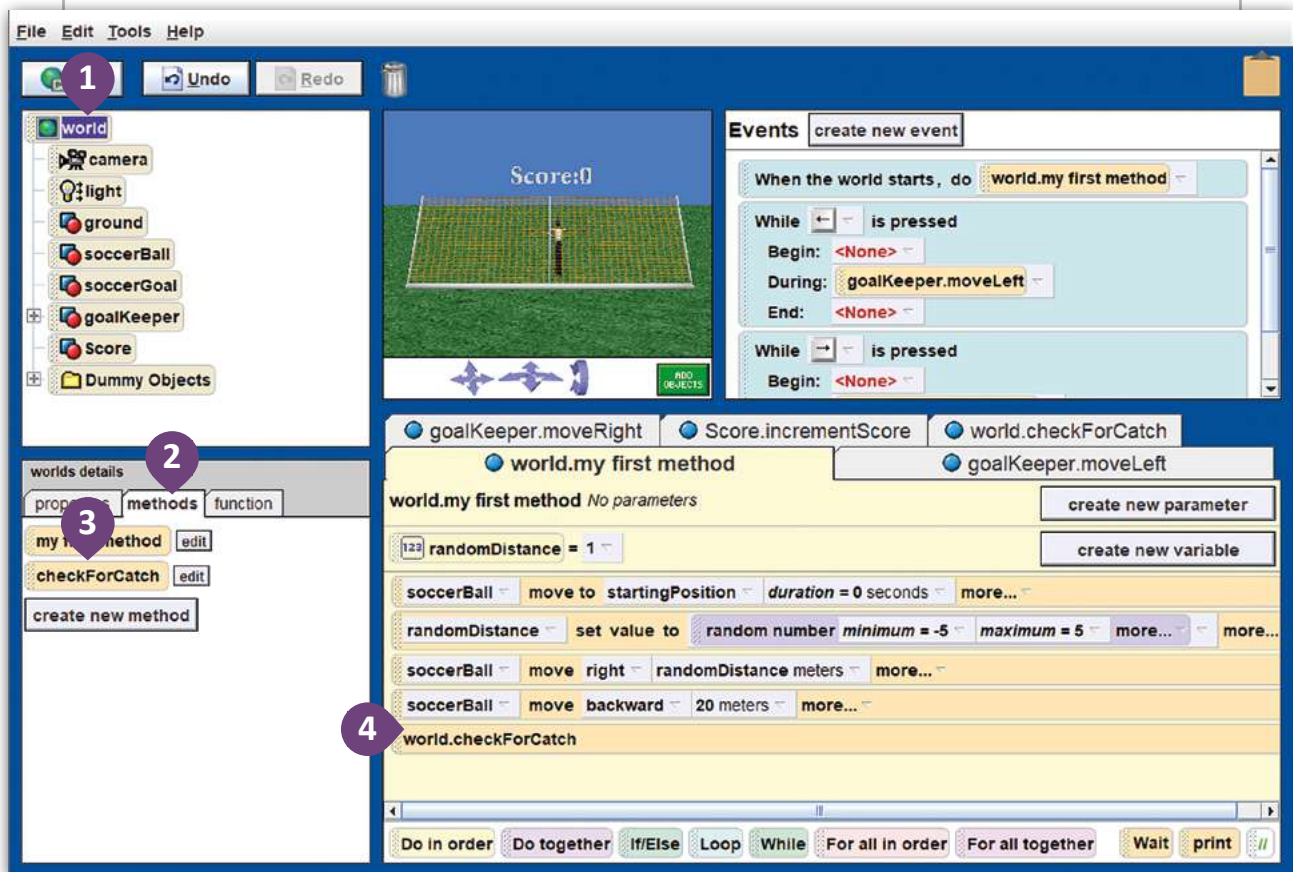 File Edit Tools Help
1
Undo
Redo
world
camera
light
ground
soccerBall
soccerGoal
goalKeeper
Score
Dummy Objects
Score:0
ADD
OBJECTS
Events create new event
When the world starts, do world.my first method
While ← is pressed
Begin: <None>
During: goalKeeper.moveLeft
End: <None>
While → is pressed
Begin: <None>
worlds details
2
methods function
3
my method edit
checkForCatch edit
create new method
goalKeeper.moveRight Score.incrementScore world.checkForCatch
world.my first method goalKeeper.moveLeft
world.my first method No parameters create new parameter
123 randomDistance = 1 create new variable
soccerBall move to startingPosition duration = 0 seconds more...
randomDistance set value to random number minimum = -5 maximum = 5 more... more...
soccerBall move right randomDistance meters more...
soccerBall move backward 20 meters more...
4
world.checkForCatch
Do in order Do together If/Else Loop While For all in order For all together Wait print //